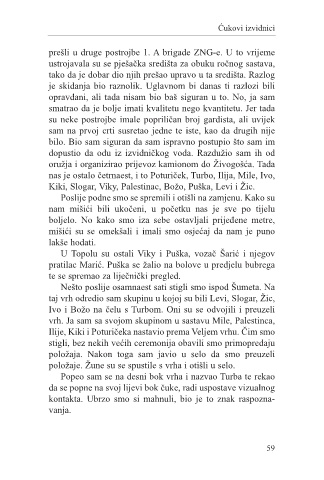 Ćukovi izvidnici
prešli u druge postrojbe 1. A brigade ZNG-e. U to vrijeme
ustrojavala su se pješačka središta za obuku ročnog sastava,
tako da je dobar dio njih prešao upravo u ta središta. Razlog
je skidanja bio raznolik. Uglavnom bi danas ti razlozi bili
opravdani, ali tada nisam bio baš siguran u to. No, ja sam
smatrao da je bolje imati kvalitetu nego kvantitetu. Jer tada
su neke postrojbe imale popriličan broj gardista, ali uvijek
sam na prvoj crti susretao jedne te iste, kao da drugih nije
bilo. Bio sam siguran da sam ispravno postupio što sam im
dopustio da odu iz izvidničkog voda. Razdužio sam ih od
oružja i organizirao prijevoz kamionom do Živogošća. Tada
nas je ostalo četrnaest, i to Poturiček, Turbo, Ilija, Mile, Ivo,
Kiki, Slogar, Viky, Palestinac, Božo, Puška, Levi i Žic.
Poslije podne smo se spremili i otišli na zamjenu. Kako su
nam mišići bili ukočeni, u početku nas je sve po tijelu
boljelo. No kako smo iza sebe ostavljali prijeđene metre,
mišići su se omekšali i imali smo osjećaj da nam je puno
lakše hodati.
U Topolu su ostali Viky i Puška, vozač Šarić i njegov
pratilac Marić. Puška se žalio na bolove u predjelu bubrega
te se spremao za liječnički pregled.
Nešto poslije osamnaest sati stigli smo ispod Šumeta. Na
taj vrh odredio sam skupinu u kojoj su bili Levi, Slogar, Žic,
Ivo i Božo na čelu s Turbom. Oni su se odvojili i preuzeli
vrh. Ja sam sa svojom skupinom u sastavu Mile, Palestinca,
Ilije, Kiki i Poturičeka nastavio prema Veljem vrhu. Čim smo
stigli, bez nekih većih ceremonija obavili smo primopredaju
položaja. Nakon toga sam javio u selo da smo preuzeli
položaje. Žune su se spustile s vrha i otišli u selo.
Popeo sam se na desni bok vrha i nazvao Turba te rekao
da se popne na svoj lijevi bok čuke, radi uspostave vizualnog
kontakta. Ubrzo smo si mahnuli, bio je to znak raspozna-
vanja.
59